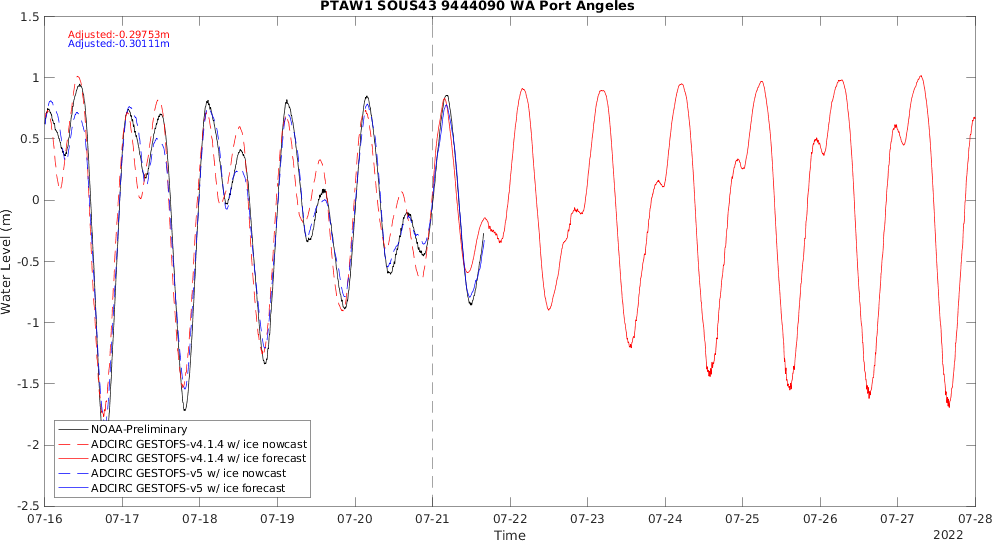 PTAW1 SOUS43 9444090 WA Port Angeles
Adjusted:-0.29753m
Adjusted:-0.30111m
1.5
1
0.5
0
-0.5
-1
-1.5
-2
-2.5
Water Level (m)
NOAA-Preliminary
ADCIRC GESTOFS-v4.1.4 w/ ice nowcast
ADCIRC GESTOFS-v4.1.4 w/ ice forecast
ADCIRC GESTOFS-v5 w/ ice nowcast
ADCIRC GESTOFS-v5 w/ ice forecast
07-16 07-17 07-18 07-19 07-20 07-21 07-22 07-23 07-24 07-25 07-26 07-27 07-28
Time
2022